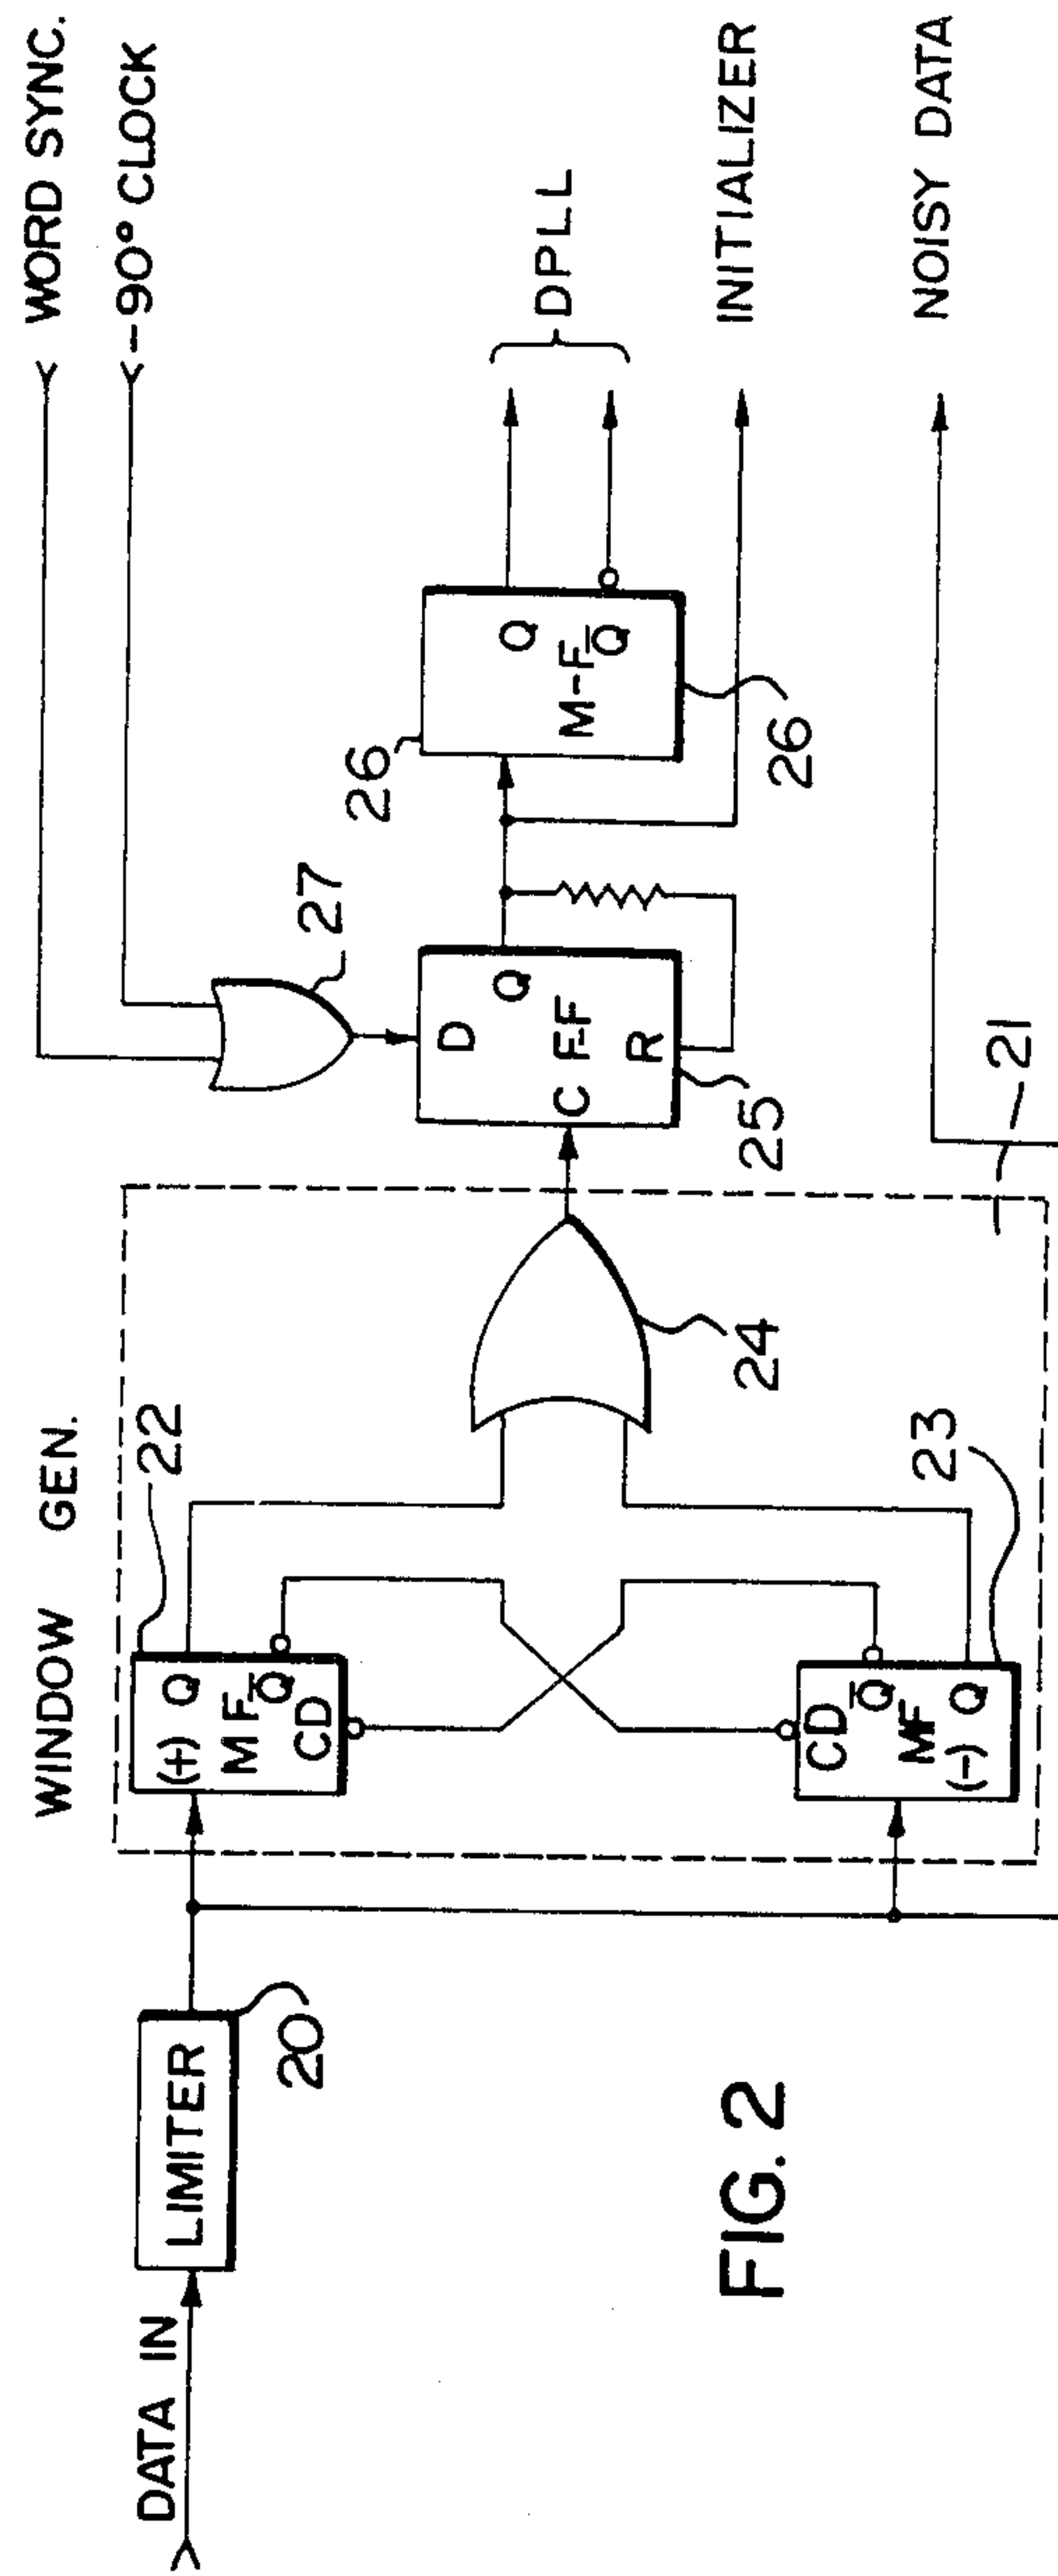 WORD SYNC.
-90° CLOCK
WINDOW GEN.
DATA IN
LIMITER
20
22
(+) Q
MF
Q̅
CD
CD
Q̅
MF
(-) Q
23
24
21
27
D
Q
C F-F
R
25
26
Q
M-F
Q̅
26
DPLL
INITIALIZER
NOISY DATA
FIG. 2